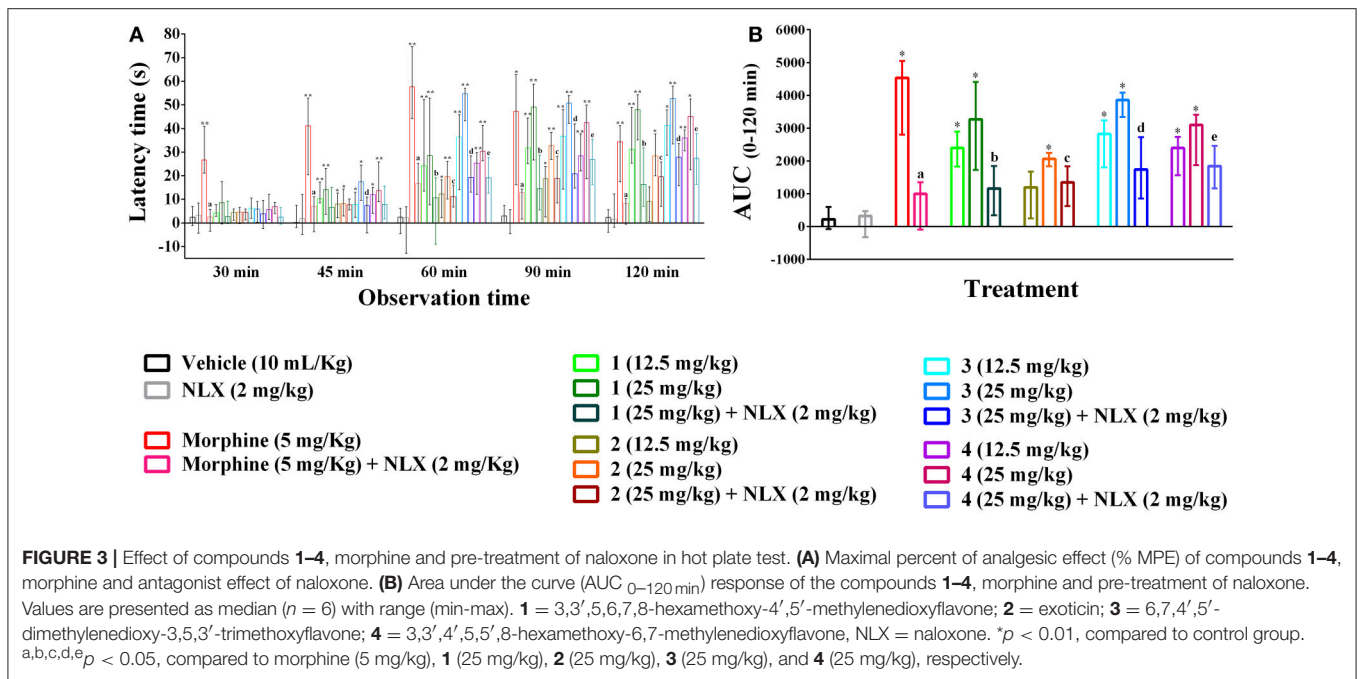 A
B
80
70
60
50
40
30
20
10
0
-10
Latency time (s)
30 min
45 min
60 min
90 min
120 min
Observation time
6000
5000
4000
3000
2000
1000
0
-1000
AUC (0-120 min)
* a * * b * c * * d * * e
Treatment
Vehicle (10 mL/Kg)
NLX (2 mg/kg)
Morphine (5 mg/Kg)
Morphine (5 mg/Kg) + NLX (2 mg/Kg)
1 (12.5 mg/kg)
1 (25 mg/kg)
1 (25 mg/kg) + NLX (2 mg/kg)
2 (12.5 mg/kg)
2 (25 mg/kg)
2 (25 mg/kg) + NLX (2 mg/kg)
3 (12.5 mg/kg)
3 (25 mg/kg)
3 (25 mg/kg) + NLX (2 mg/kg)
4 (12.5 mg/kg)
4 (25 mg/kg)
4 (25 mg/kg) + NLX (2 mg/kg)
FIGURE 3 | Effect of compounds 1–4, morphine and pre-treatment of naloxone in hot plate test. (A) Maximal percent of analgesic effect (% MPE) of compounds 1–4,
morphine and antagonist effect of naloxone. (B) Area under the curve (AUC 0–120 min) response of the compounds 1–4, morphine and pre-treatment of naloxone.
Values are presented as median (n = 6) with range (min-max). 1 = 3,3′,5,6,7,8-hexamethoxy-4′,5′-methylenedioxyflavone; 2 = exoticin; 3 = 6,7,4′,5′-
dimethylenedioxy-3,5,3′-trimethoxyflavone; 4 = 3,3′,4′,5,5′,8-hexamethoxy-6,7-methylenedioxyflavone, NLX = naloxone. *p < 0.01, compared to control group.
a,b,c,d,ep < 0.05, compared to morphine (5 mg/kg), 1 (25 mg/kg), 2 (25 mg/kg), 3 (25 mg/kg), and 4 (25 mg/kg), respectively.